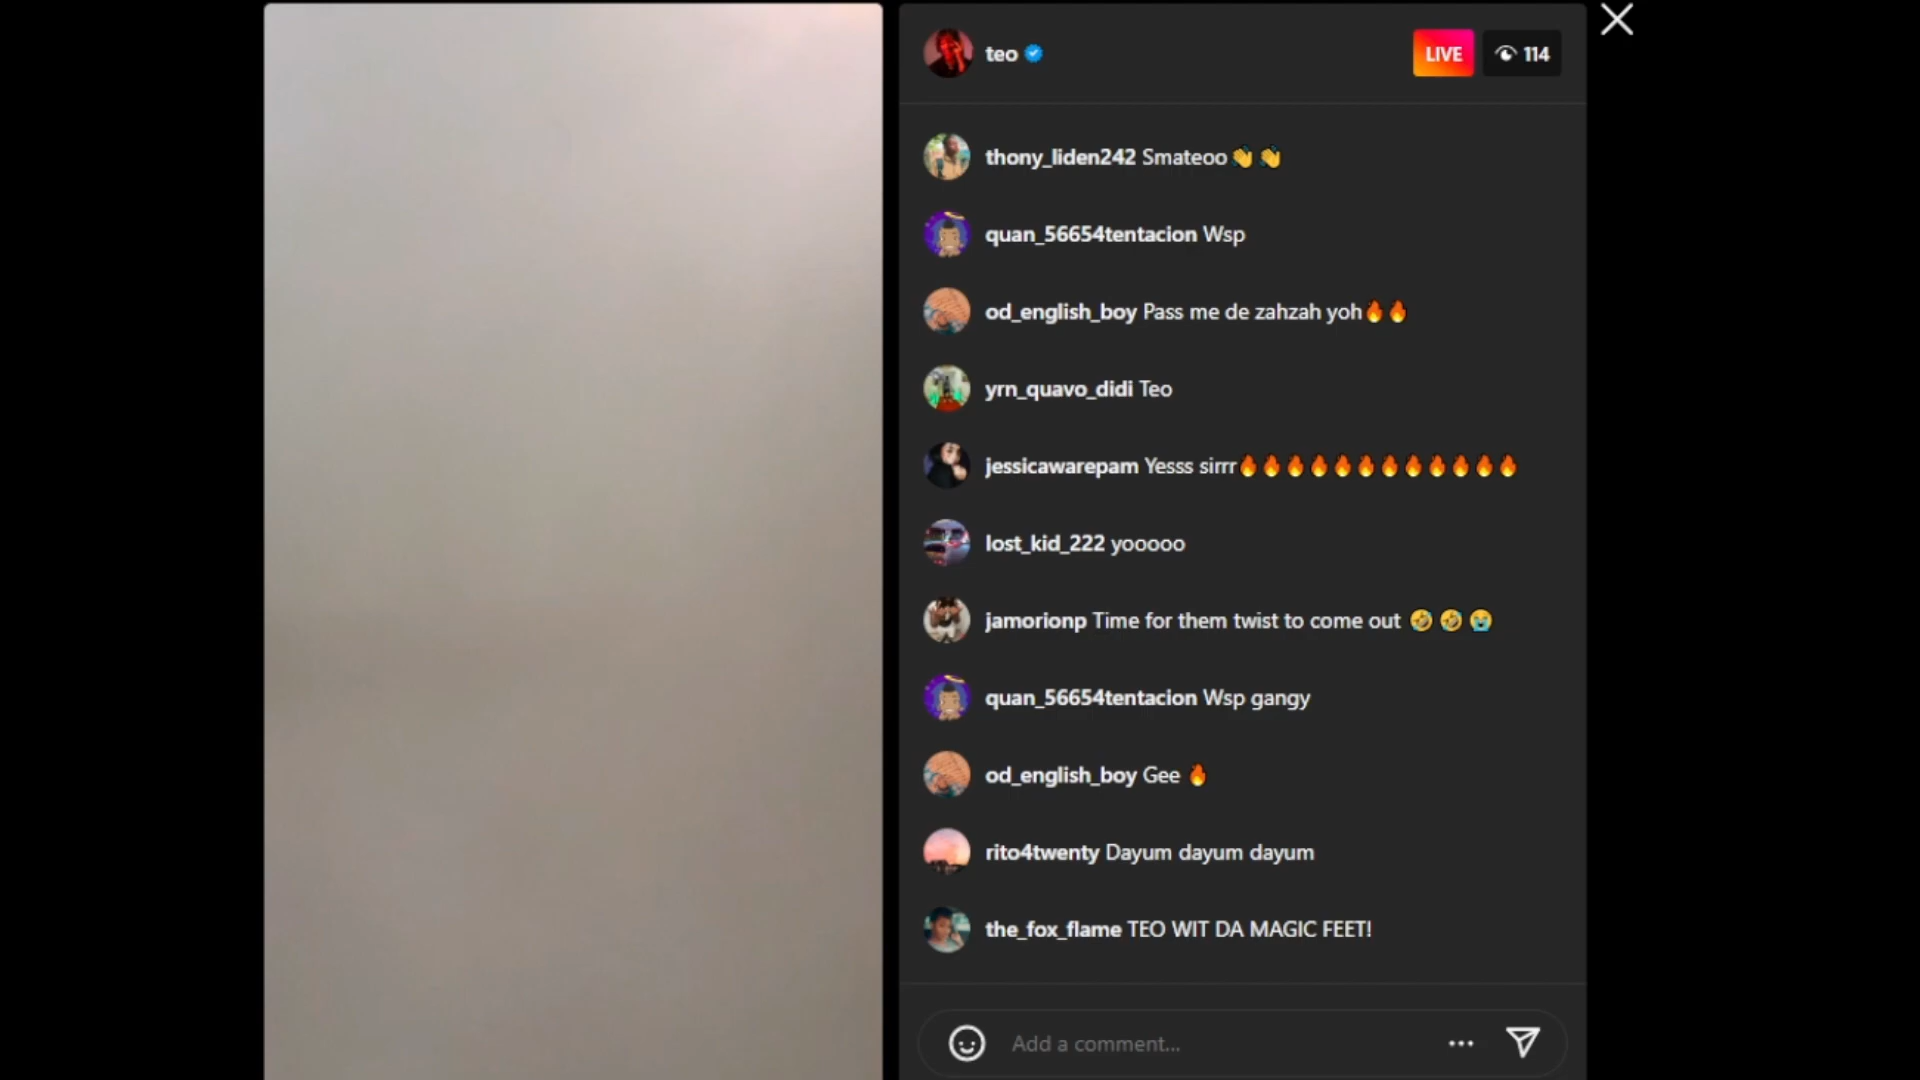 teo
LIVE
114
thony_liden242 Smateoo👏👏
quan_56654tentacion Wsp
od_english_boy Pass me de zahzah yoh🔥🔥
yrn_quavo_didi Teo
jessicawarepam Yesss sirrr🔥🔥🔥🔥🔥🔥🔥🔥🔥🔥🔥🔥
lost_kid_222 yooooo
jamorionp Time for them twist to come out 🤣🤣😭
quan_56654tentacion Wsp gangy
od_english_boy Gee 🔥
rito4twenty Dayum dayum dayum
the_fox_flame TEO WIT DA MAGIC FEET!
Add a comment...